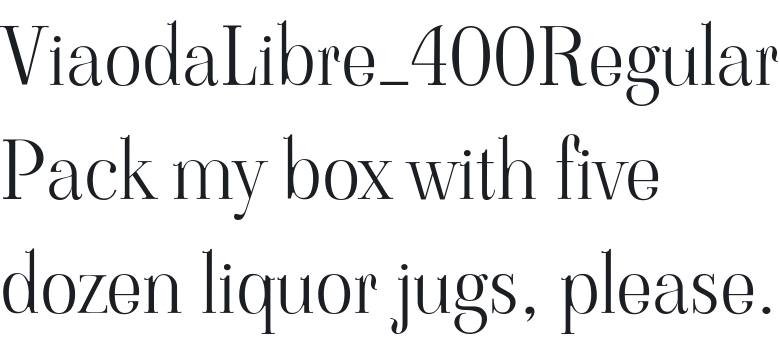 ViaodaLibre_400Regular
Pack my box with five
dozen liquor jugs, please.